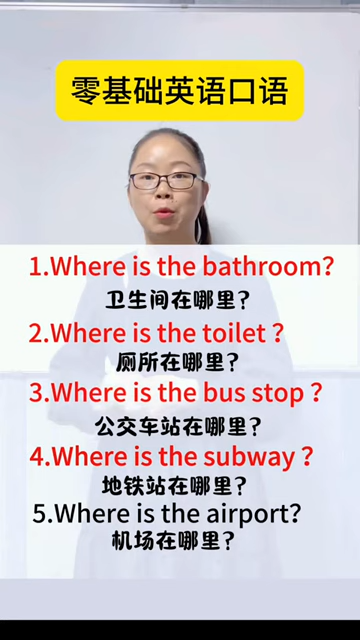 零基础英语口语
1.Where is the bathroom?
卫生间在哪里?
2.Where is the toilet ?
厕所在哪里?
3.Where is the bus stop ?
公交车站在哪里?
4.Where is the subway ?
地铁站在哪里?
5.Where is the airport?
机场在哪里?